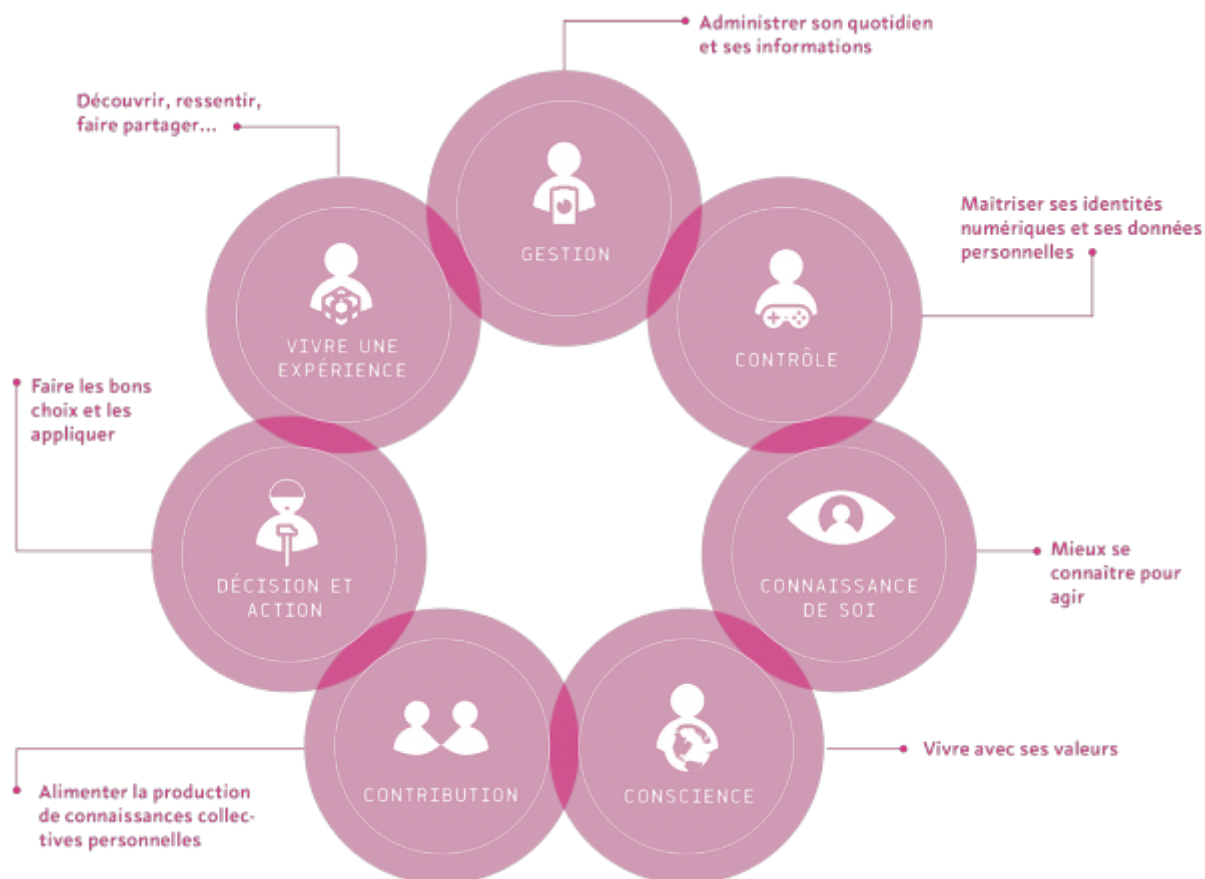 Administrer son quotidien
et ses informations
GESTION
Maitriser ses identités
numériques et ses données
personnelles
CONTRÔLE
Mieux se
connaitre pour
agir
CONNAISSANCE
DE SOI
Vivre avec ses valeurs
CONSCIENCE
Alimenter la production
de connaissances collec-
tives personnelles
CONTRIBUTION
Faire les bons
choix et les
appliquer
DÉCISION ET
ACTION
Découvrir, ressentir,
faire partager...
VIVRE UNE
EXPÉRIENCE